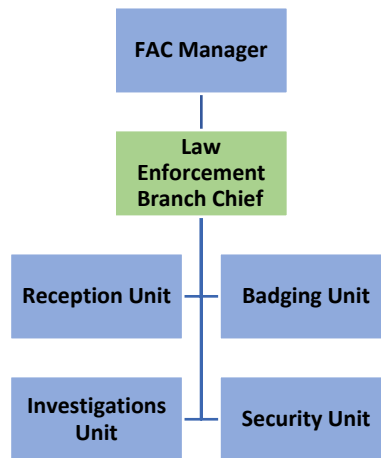 FAC Manager
Law
Enforcement
Branch Chief
Reception Unit
Badging Unit
Investigations
Unit
Security Unit